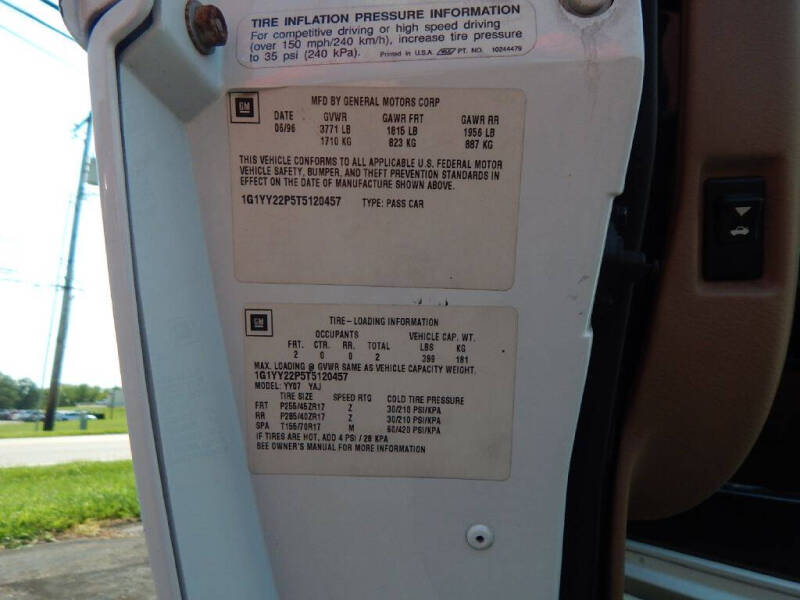 TIRE INFLATION PRESSURE INFORMATION
For competitive driving or high speed driving
(over 150 mph/240 km/h), increase tire pressure
to 35 psi (240 kPa). Printed in U.S.A. PT. NO. 10244479
GM
MFD BY GENERAL MOTORS CORP
DATE GVWR GAWR FRT GAWR RR
06/96 3771 LB 1815 LB 1956 LB
1710 KG 823 KG 887 KG
THIS VEHICLE CONFORMS TO ALL APPLICABLE U.S. FEDERAL MOTOR
VEHICLE SAFETY, BUMPER, AND THEFT PREVENTION STANDARDS IN
EFFECT ON THE DATE OF MANUFACTURE SHOWN ABOVE.
1G1YY22P5T5120457 TYPE: PASS CAR
GM
TIRE-LOADING INFORMATION
OCCUPANTS VEHICLE CAP. WT.
FRT. CTR. RR. TOTAL LBS KG
2 0 0 2 399 181
MAX. LOADING @ GVWR SAME AS VEHICLE CAPACITY WEIGHT.
1G1YY22P5T5120457
MODEL: YY07 YAJ
TIRE SIZE SPEED RTG COLD TIRE PRESSURE
FRT P255/45ZR17 Z 30/210 PSI/KPA
RR P285/40ZR17 Z 30/210 PSI/KPA
SPA T155/70R17 M 60/420 PSI/KPA
IF TIRES ARE HOT, ADD 4 PSI / 28 KPA
SEE OWNER'S MANUAL FOR MORE INFORMATION